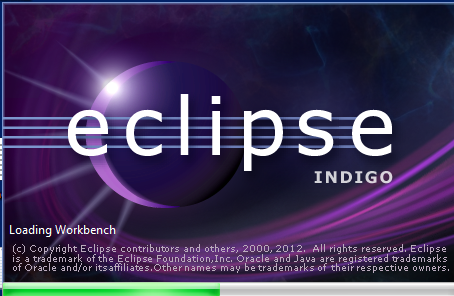 eclipse
INDIGO
Loading Workbench
(c) Copyright Eclipse contributors and others, 2000, 2012.  All rights reserved. Eclipse
is a trademark of the Eclipse Foundation,Inc. Oracle and Java are registered trademarks
of Oracle and/or itsaffiliates.Other names may be trademarks of their respective owners.